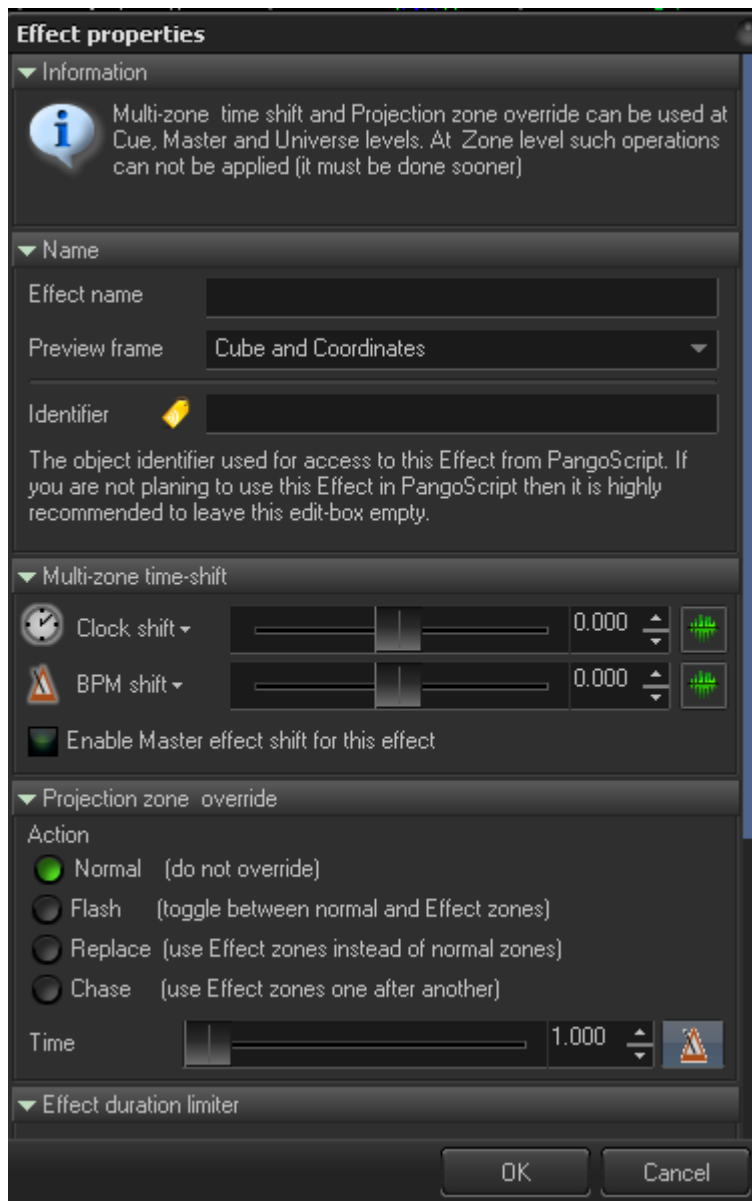 Effect properties
Information
Multi-zone time shift and Projection zone override can be used at
Cue, Master and Universe levels. At Zone level such operations
can not be applied (it must be done sooner)
Name
Effect name
Preview frame Cube and Coordinates
Identifier
The object identifier used for access to this Effect from PangoScript. If
you are not planing to use this Effect in PangoScript then it is highly
recommended to leave this edit-box empty.
Multi-zone time-shift
Clock shift 0.000
BPM shift 0.000
Enable Master effect shift for this effect
Projection zone override
Action
Normal (do not override)
Flash (toggle between normal and Effect zones)
Replace (use Effect zones instead of normal zones)
Chase (use Effect zones one after another)
Time 1.000
Effect duration limiter
OK Cancel